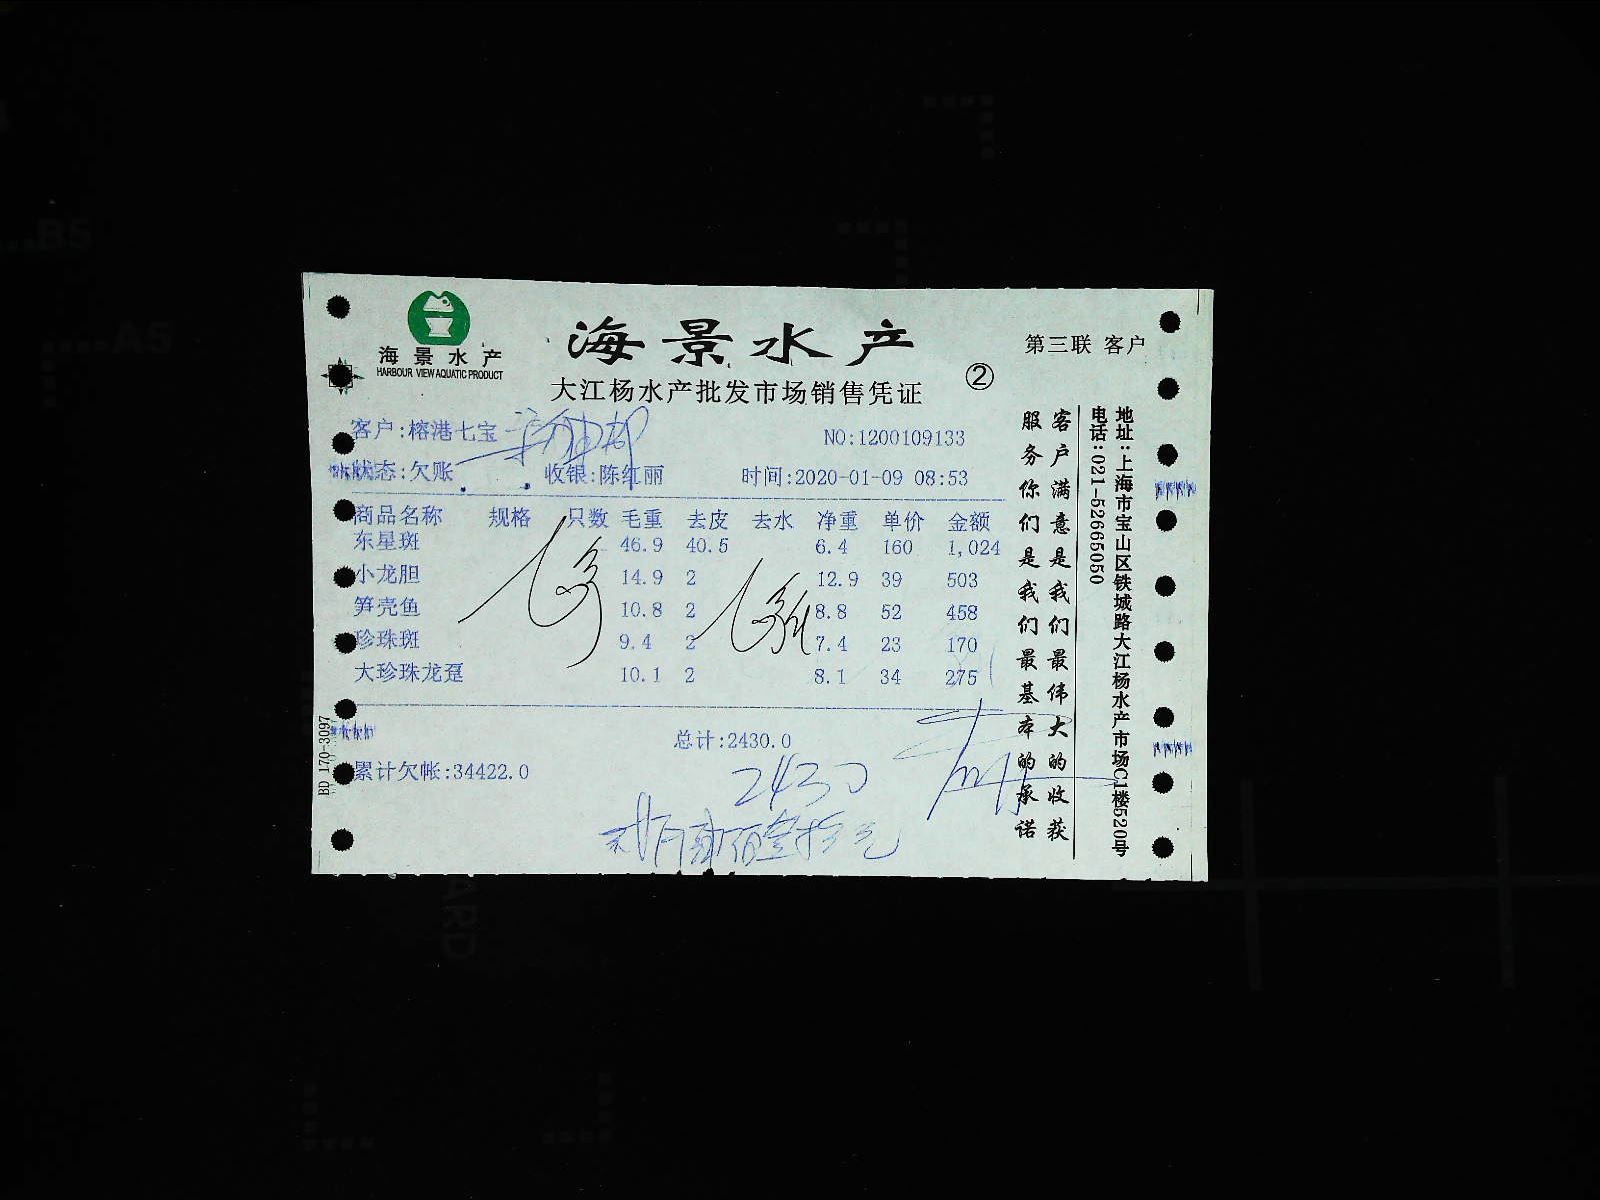 海景水产
HARBOUR VIEW AQUATIC PRODUCT
海景水产
大江杨水产批发市场销售凭证
②
第三联 客户
客户:榕港七宝
NO:1200109133
状态:欠账 收银:陈红丽 时间:2020-01-09 08:53
商品名称 规格 只数 毛重 去皮 去水 净重 单价 金额
东星斑 46.9 40.5 6.4 160 1,024
小龙胆 14.9 2 12.9 39 503
笋壳鱼 10.8 2 8.8 52 458
珍珠斑 9.4 2 7.4 23 170
大珍珠龙趸 10.1 2 8.1 34 275
总计:2430.0
累计欠帐:34422.0
2430
BD 170-3097
客户满意是我们最伟大的收获
服务你们是我们最基本的承诺
地址:上海市宝山区铁城路大江杨水产市场C1楼520号
电话:021-52665050
B5
A5